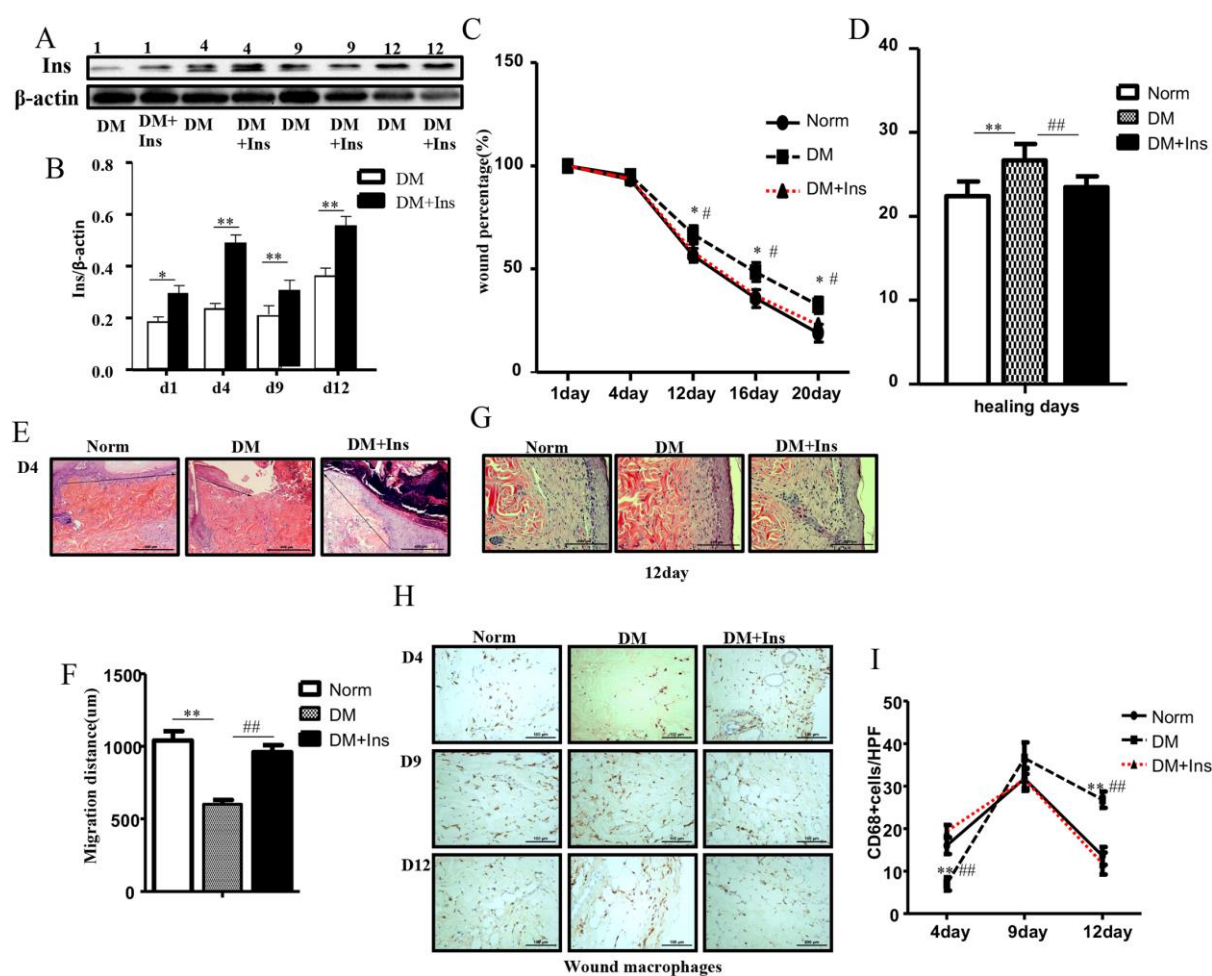 A
1 1 4 4 9 9 12 12
Ins
β-actin
DM DM+ Ins DM DM +Ins DM DM +Ins DM DM +Ins
B
DM
DM+Ins
Ins/β-actin
0.8
0.6
0.4
0.2
0.0
* ** ** **
d1 d4 d9 d12
C
wound percentage(%)
150
100
50
0
Norm
DM
DM+Ins
* #
* #
* #
1day 4day 12day 16day 20day
D
40
30
20
10
0
** ##
Norm
DM
DM+Ins
healing days
E
Norm DM DM+Ins
D4
G
Norm DM DM+Ins
12day
F
Migration distance(um)
1500
1000
500
0
** ##
Norm
DM
DM+Ins
H
Norm DM DM+Ins
D4
D9
D12
Wound macrophages
I
CD68+cells/HPF
50
40
30
20
10
0
Norm
DM
DM+Ins
** ##
** ##
4day 9day 12day